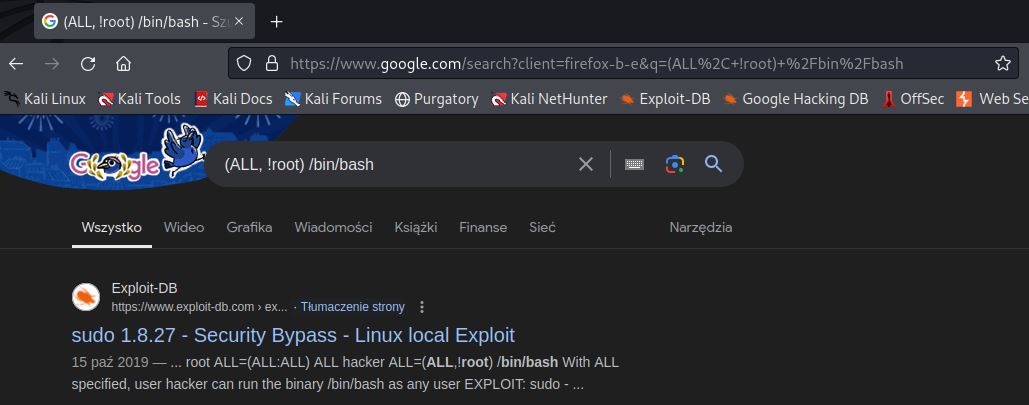 (ALL, !root) /bin/bash - Szu
https://www.google.com/search?client=firefox-b-e&q=(ALL%2C+!root)+%2Fbin%2Fbash
Kali Linux Kali Tools Kali Docs Kali Forums Purgatory Kali NetHunter Exploit-DB Google Hacking DB OffSec Web Se
Google (ALL, !root) /bin/bash
Wszystko Wideo Grafika Wiadomości Książki Finanse Sieć Narzędzia
Exploit-DB
https://www.exploit-db.com › ex... · Tłumaczenie strony
sudo 1.8.27 - Security Bypass - Linux local Exploit
15 paź 2019 — ... root ALL=(ALL:ALL) ALL hacker ALL=(ALL,!root) /bin/bash With ALL
specified, user hacker can run the binary /bin/bash as any user EXPLOIT: sudo - ...